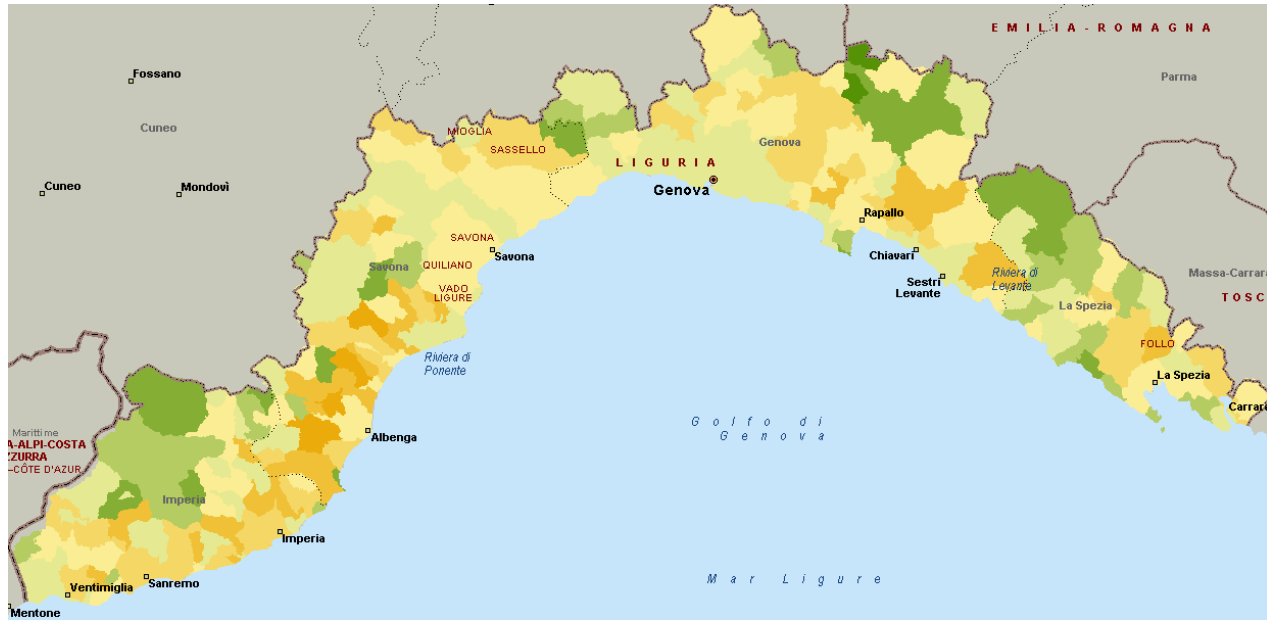 EMILIA-ROMAGNA
Fossano
Parma
Cuneo
MIOGLIA
SASSELLO
Genova
LIGURIA
Cuneo
Mondovì
Genova
Rapallo
SAVONA
Savona
Chiavari
Savona
QUILIANO
Riviera di
Levante
Massa-Carrara
VADO
LIGURE
Sestri
Levante
TOSC
La Spezia
FOLLO
Riviera di
Ponente
La Spezia
Carrara
Golfo di
Genova
Marittime
Albenga
A-ALPI-COSTA
ZZURRA
-CÔTE D'AZUR
Imperia
Imperia
Mar Ligure
Sanremo
Ventimiglia
Mentone